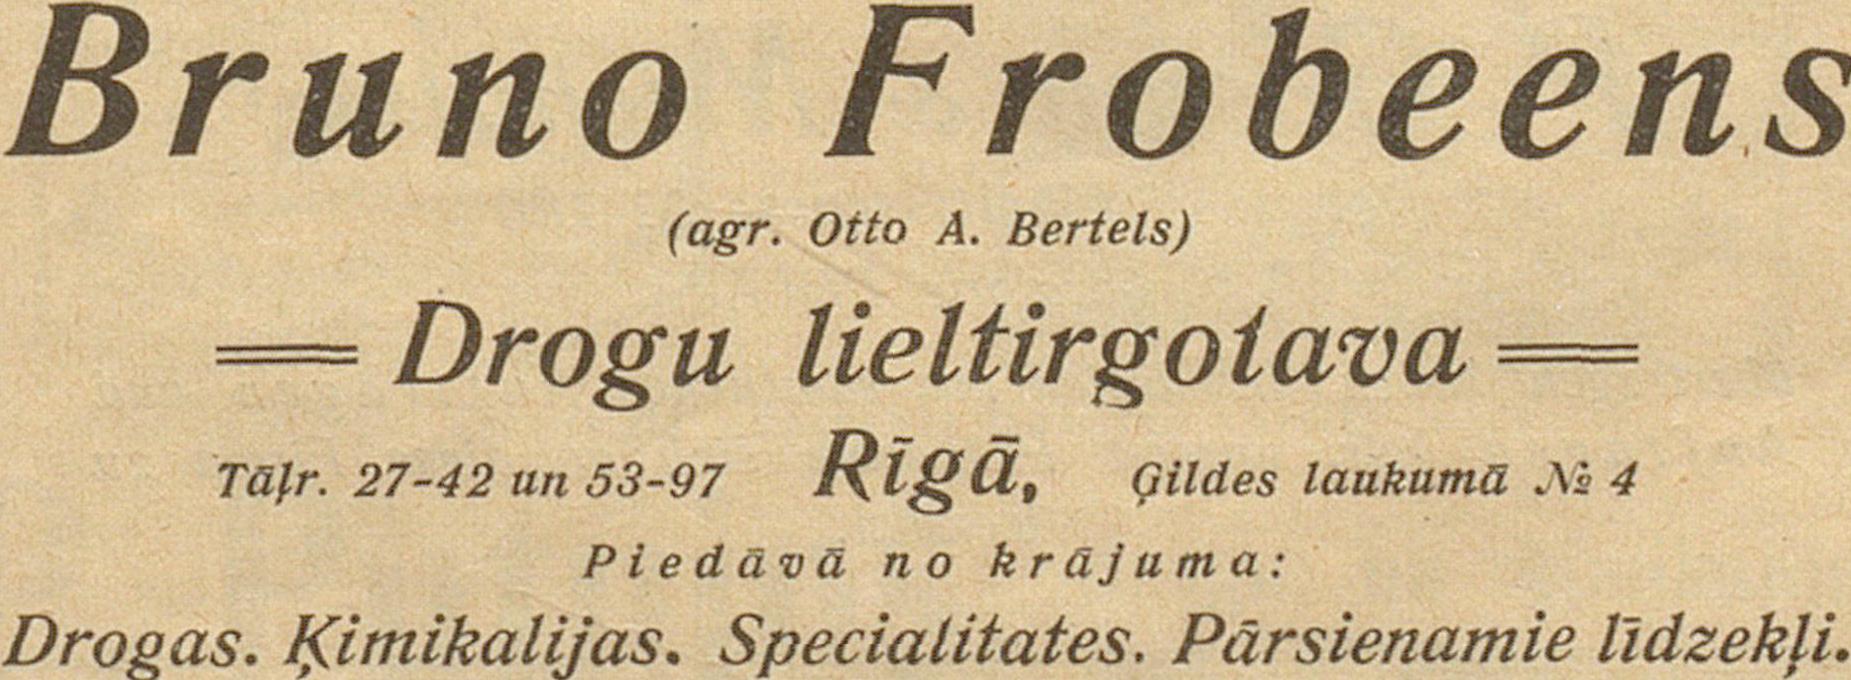 Bruno Frobeens
(agr. Otto A. Bertels)
Drogu lieltirgotava
Tāļr. 27-42 un 53-97 Rīgā, Ģildes laukumā № 4
Piedāvā no krājuma:
Drogas. Ķimikalijas. Specialitates. Pārsienamie līdzekļi.